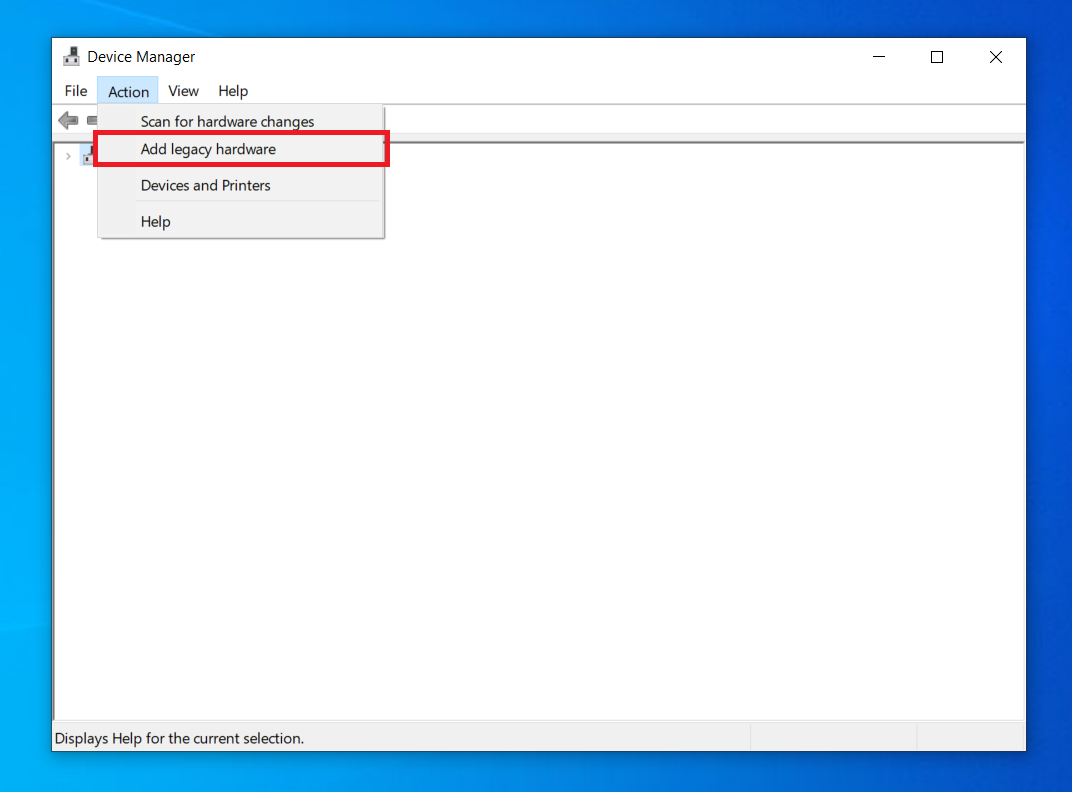 Device Manager
File Action View Help
Scan for hardware changes
Add legacy hardware
Devices and Printers
Help
Displays Help for the current selection.